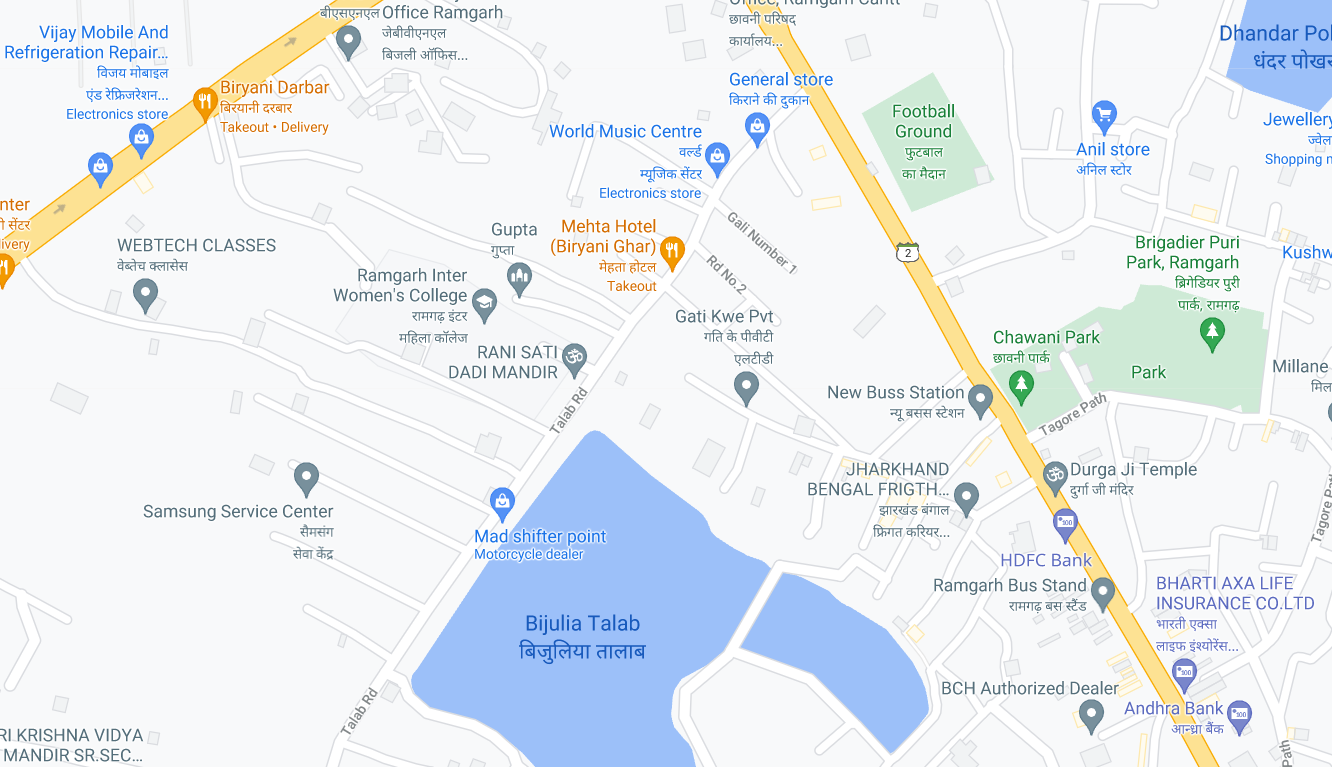 Office Ramgarh
बीएसएनएल
जेबीवीएनएल
बिजली ऑफिस...
Office, Ramgarh Cantt
छावनी परिषद
कार्यालय...
Vijay Mobile And
Refrigeration Repair...
विजय मोबाइल
एंड रेफ्रिजरेशन...
Electronics store
Biryani Darbar
बिरयानी दरबार
Takeout • Delivery
General store
किराने की दुकान
World Music Centre
वर्ल्ड
म्यूजिक सेंटर
Electronics store
Football
Ground
फुटबाल
का मैदान
Dhandar Pok
धंदर पोखर
Anil store
अनिल स्टोर
Jewellery
ज्वेल
Shopping m
nter
ी सेंटर
livery
WEBTECH CLASSES
वेब्तेच क्लासेस
Gupta
गुप्ता
Mehta Hotel
(Biryani Ghar)
मेहता होटल
Takeout
Gali Number 1
Rd No.2
2
Brigadier Puri
Park, Ramgarh
ब्रिगेडियर पुरी
पार्क, रामगढ़
Kushw
Ramgarh Inter
Women's College
रामगढ़ इंटर
महिला कॉलेज
Gati Kwe Pvt
गति के पीवीटी
एलटीडी
RANI SATI
DADI MANDIR
Chawani Park
छावनी पार्क
Park
Millane
मिल
New Buss Station
न्यू बसस स्टेशन
Tagore Path
Talab Rd
JHARKHAND
BENGAL FRIGTH...
झारखंड बंगाल
फ्रिगत करियर...
Durga Ji Temple
दुर्गा जी मंदिर
Samsung Service Center
सैमसंग
सेवा केंद्र
Mad shifter point
Motorcycle dealer
Tagore Path
HDFC Bank
Ramgarh Bus Stand
रामगढ़ बस स्टैंड
BHARTI AXA LIFE
INSURANCE CO.LTD
भारती एक्सा
लाइफ इंश्योरेंस...
Bijulia Talab
बिजुलिया तालाब
BCH Authorized Dealer
Andhra Bank
आन्ध्रा बैंक
Talab Rd
RI KRISHNA VIDYA
MANDIR SR.SEC...
Path